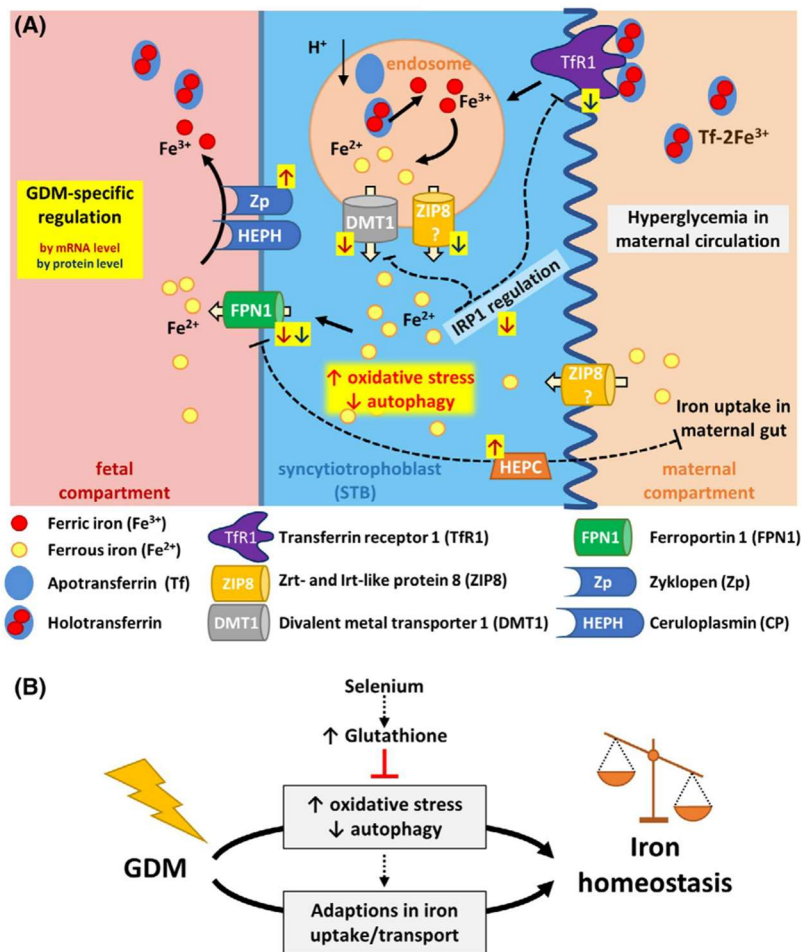 (A)
H+
endosome
TfR1
Fe3+
Tf-2Fe3+
Fe3+
Fe2+
GDM-specific
regulation
by mRNA level
by protein level
Zp
HEPH
DMT1
ZIP8
?
Hyperglycemia in
maternal circulation
Fe2+
FPN1
Fe2+
IRP1 regulation
↑ oxidative stress
↓ autophagy
ZIP8
?
Iron uptake in
maternal gut
HEPC
fetal
compartment
syncytiotrophoblast
(STB)
maternal
compartment
Ferric iron (Fe3+)
Ferrous iron (Fe2+)
Apotransferrin (Tf)
Holotransferrin
TfR1
Transferrin receptor 1 (TfR1)
ZIP8
Zrt- and Irt-like protein 8 (ZIP8)
DMT1
Divalent metal transporter 1 (DMT1)
FPN1
Ferroportin 1 (FPN1)
Zp
Zyklopen (Zp)
HEPH
Ceruloplasmin (CP)
(B)
Selenium
↑ Glutathione
↑ oxidative stress
↓ autophagy
GDM
Iron
homeostasis
Adaptions in iron
uptake/transport